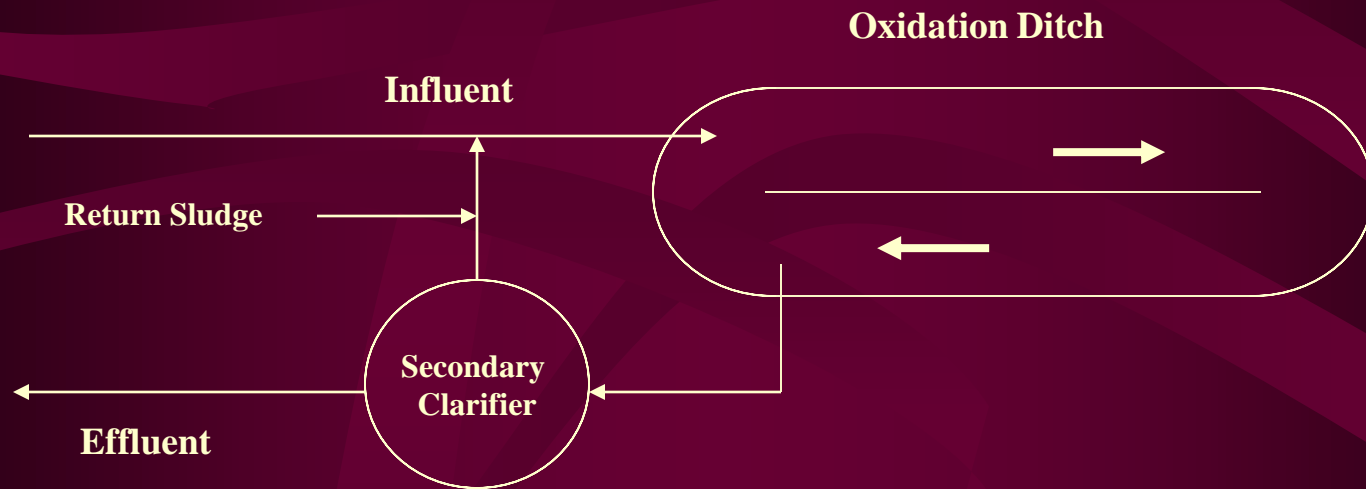 Oxidation Ditch
Influent
Return Sludge
Secondary
Clarifier
Effluent